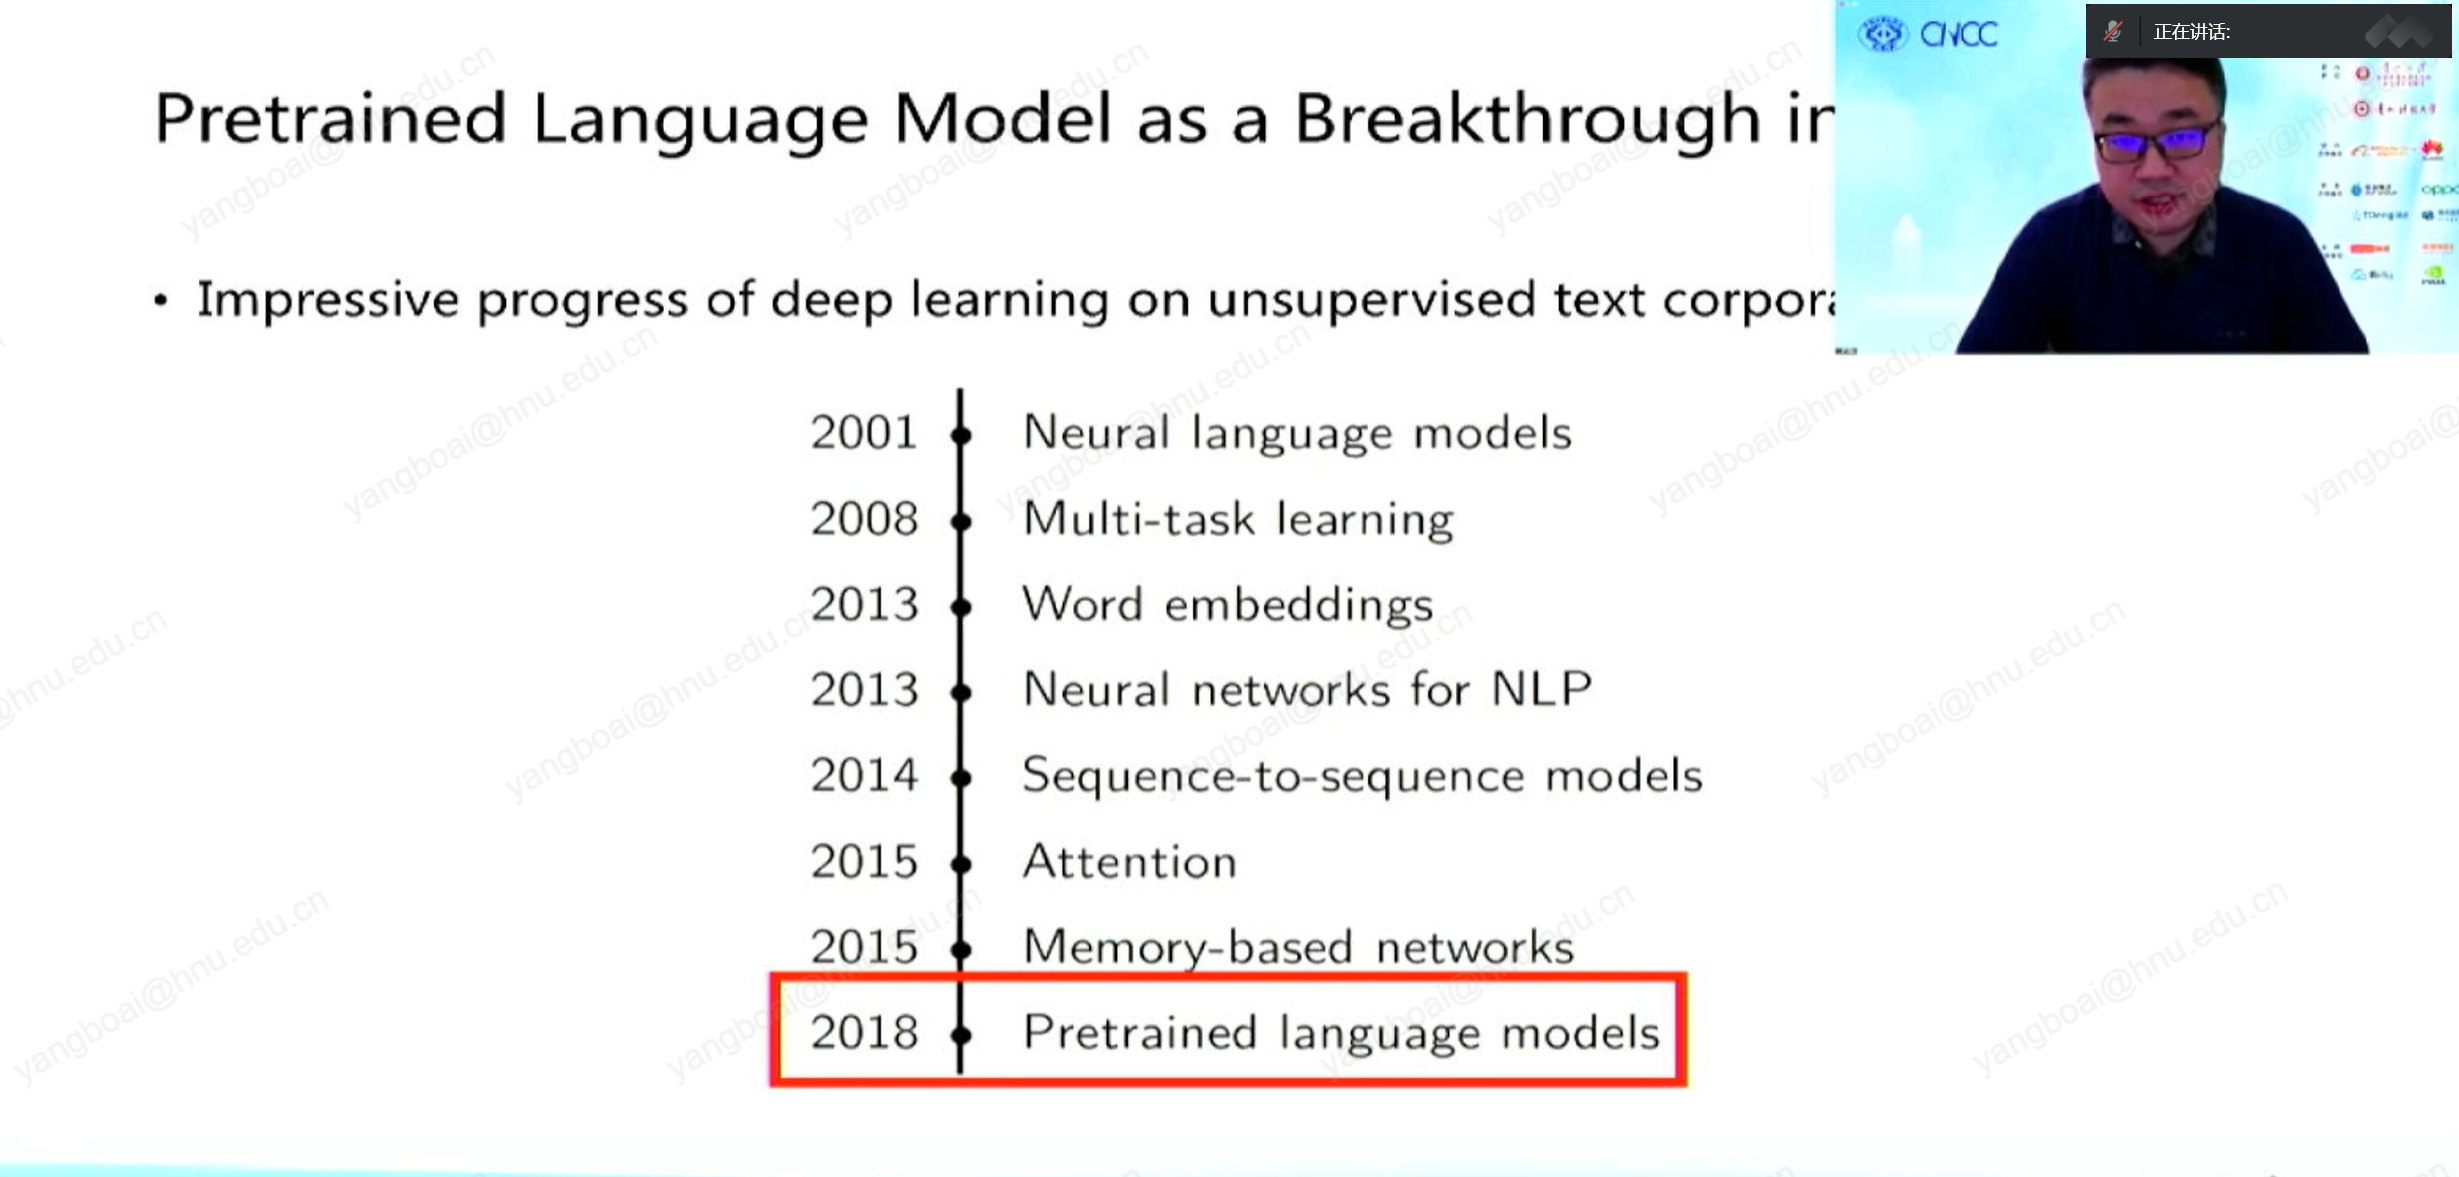 Pretrained Language Model as a Breakthrough in
CNCC
正在讲话:
• Impressive progress of deep learning on unsupervised text corpora
oppo
2001 Neural language models
2008 Multi-task learning
2013 Word embeddings
2013 Neural networks for NLP
2014 Sequence-to-sequence models
2015 Attention
2015 Memory-based networks
2018 Pretrained language models
yangboai@hnu.edu.cn